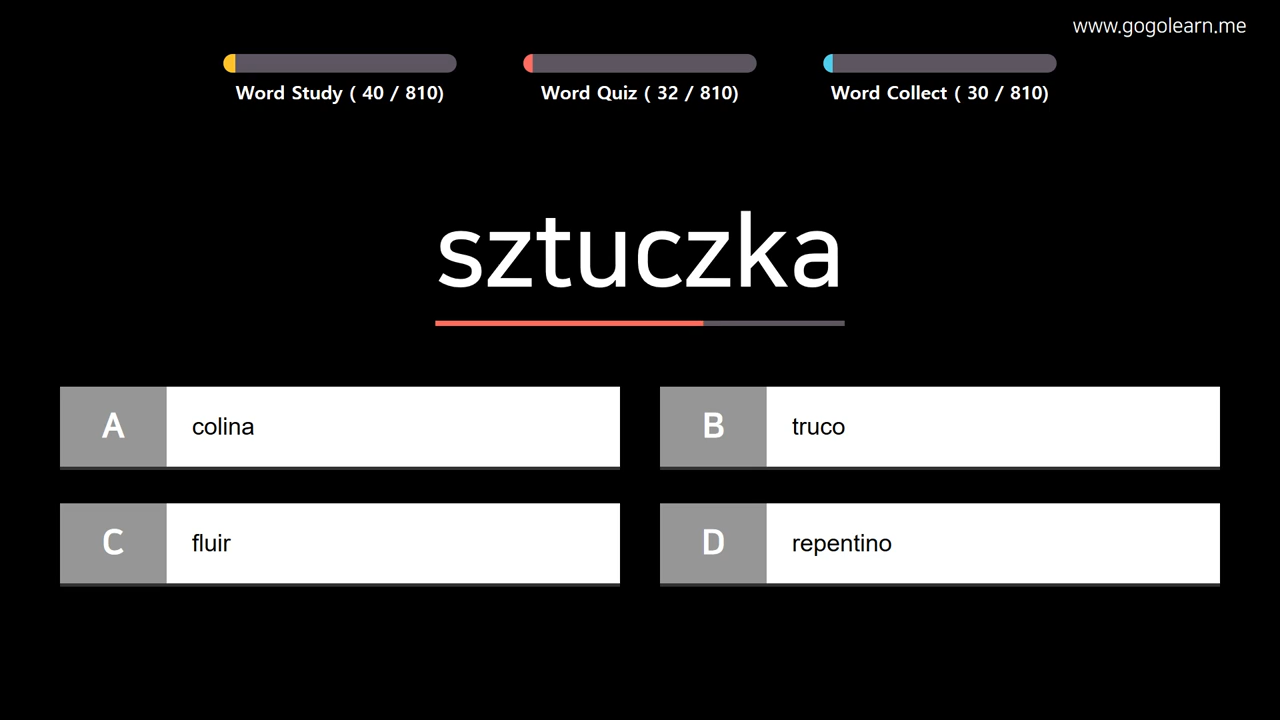 www.gogolearn.me
Word Study ( 40 / 810)
Word Quiz ( 32 / 810)
Word Collect ( 30 / 810)
sztuczka
A colina
B truco
C fluir
D repentino